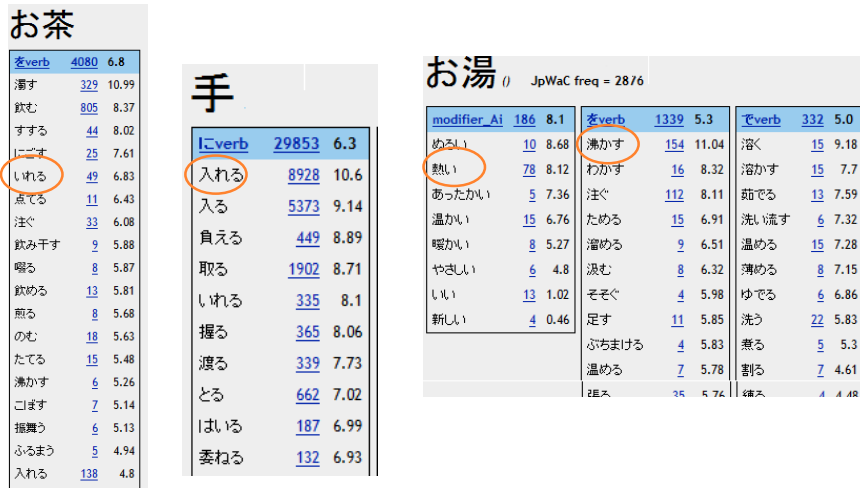 お茶
をverb 4080 6.8
濁す 329 10.99
飲む 805 8.37
すする 44 8.02
にごす 25 7.61
いれる 49 6.83
点てる 11 6.43
注ぐ 33 6.08
飲み干す 9 5.88
啜る 8 5.87
飲める 13 5.81
煎る 8 5.68
のむ 18 5.63
たてる 15 5.48
沸かす 6 5.26
こぼす 7 5.14
振舞う 6 5.13
ふるまう 5 4.94
入れる 138 4.8
手
にverb 29853 6.3
入れる 8928 10.6
入る 5373 9.14
負える 449 8.89
取る 1902 8.71
いれる 335 8.1
握る 365 8.06
渡る 339 7.73
とる 662 7.02
はいる 187 6.99
委ねる 132 6.93
お湯 () JpWaC freq = 2876
modifier_Ai 186 8.1
ぬるい 10 8.68
熱い 78 8.12
あったかい 5 7.36
温かい 15 6.76
暖かい 8 5.27
やさしい 6 4.8
いい 13 1.02
新しい 4 0.46
をverb 1339 5.3
沸かす 154 11.04
わかす 16 8.32
注ぐ 112 8.11
ためる 15 6.91
溜める 9 6.51
汲む 8 6.32
そそぐ 4 5.98
足す 11 5.85
ぶちまける 4 5.83
温める 7 5.78
張る 35 5.76
でverb 332 5.0
溶く 15 9.18
溶かす 15 7.7
茹でる 13 7.59
洗い流す 6 7.32
温める 15 7.28
薄める 8 7.15
ゆでる 6 6.86
洗う 22 5.83
煮る 5 5.3
割る 7 4.61
練る 4 4.48